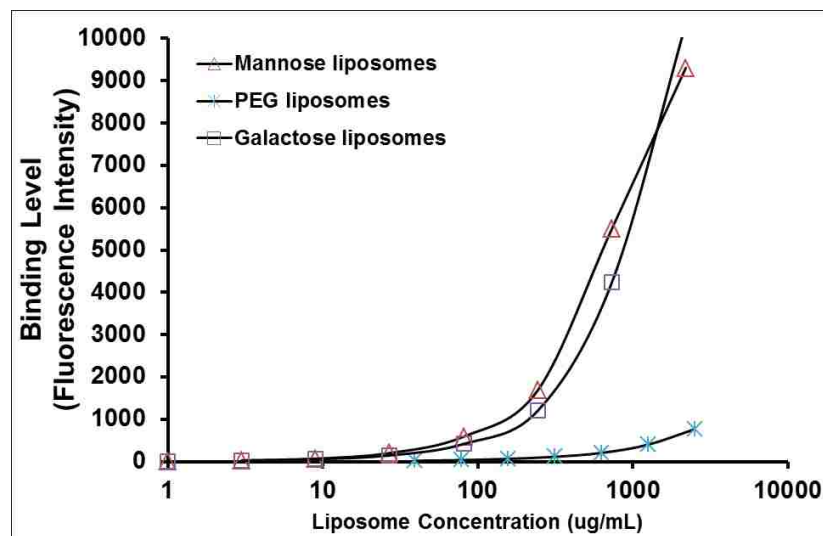 Binding Level
(Fluorescence Intensity)
10000
9000
8000
7000
6000
5000
4000
3000
2000
1000
0
Mannose liposomes
PEG liposomes
Galactose liposomes
1
10
100
1000
10000
Liposome Concentration (ug/mL)